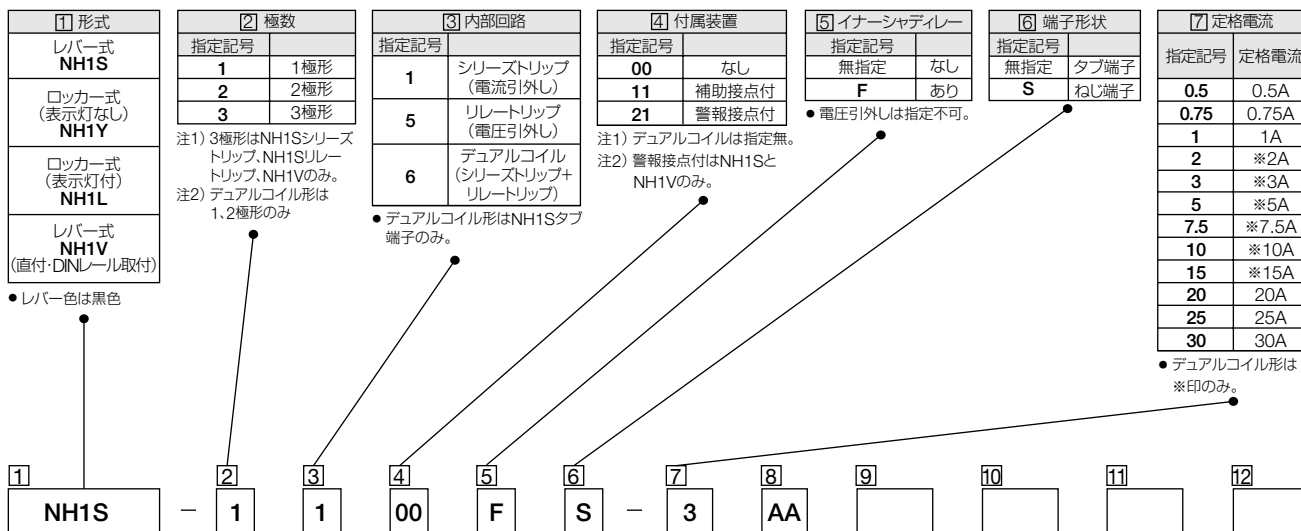 1 形式
レバー式
NH1S
ロッカー式
(表示灯なし)
NH1Y
ロッカー式
(表示灯付)
NH1L
レバー式
NH1V
(直付・DINレール取付)
● レバー色は黒色
2 極数
指定記号
1 1極形
2 2極形
3 3極形
注1) 3極形はNH1Sシリーズ
トリップ、NH1Sリレー
トリップ、NH1Vのみ。
注2) デュアルコイル形は
1、2極形のみ
3 内部回路
指定記号
1 シリーズトリップ
(電流引外し)
5 リレートリップ
(電圧引外し)
6 デュアルコイル
(シリーズトリップ+
リレートリップ)
● デュアルコイル形はNH1Sタブ
端子のみ。
4 付属装置
指定記号
00 なし
11 補助接点付
21 警報接点付
注1) デュアルコイルは指定無。
注2) 警報接点付はNH1Sと
NH1Vのみ。
5 イナーシャディレー
指定記号
無指定 なし
F あり
● 電圧引外しは指定不可。
6 端子形状
指定記号
無指定 タブ端子
S ねじ端子
7 定格電流
指定記号 定格電流
0.5 0.5A
0.75 0.75A
1 1A
2 ※2A
3 ※3A
5 ※5A
7.5 ※7.5A
10 ※10A
15 ※15A
20 20A
25 25A
30 30A
● デュアルコイル形は
※印のみ。
1 2 3 4 5 6 7 8 9 10 11 12
NH1S － 1 1 00 F S － 3 AA